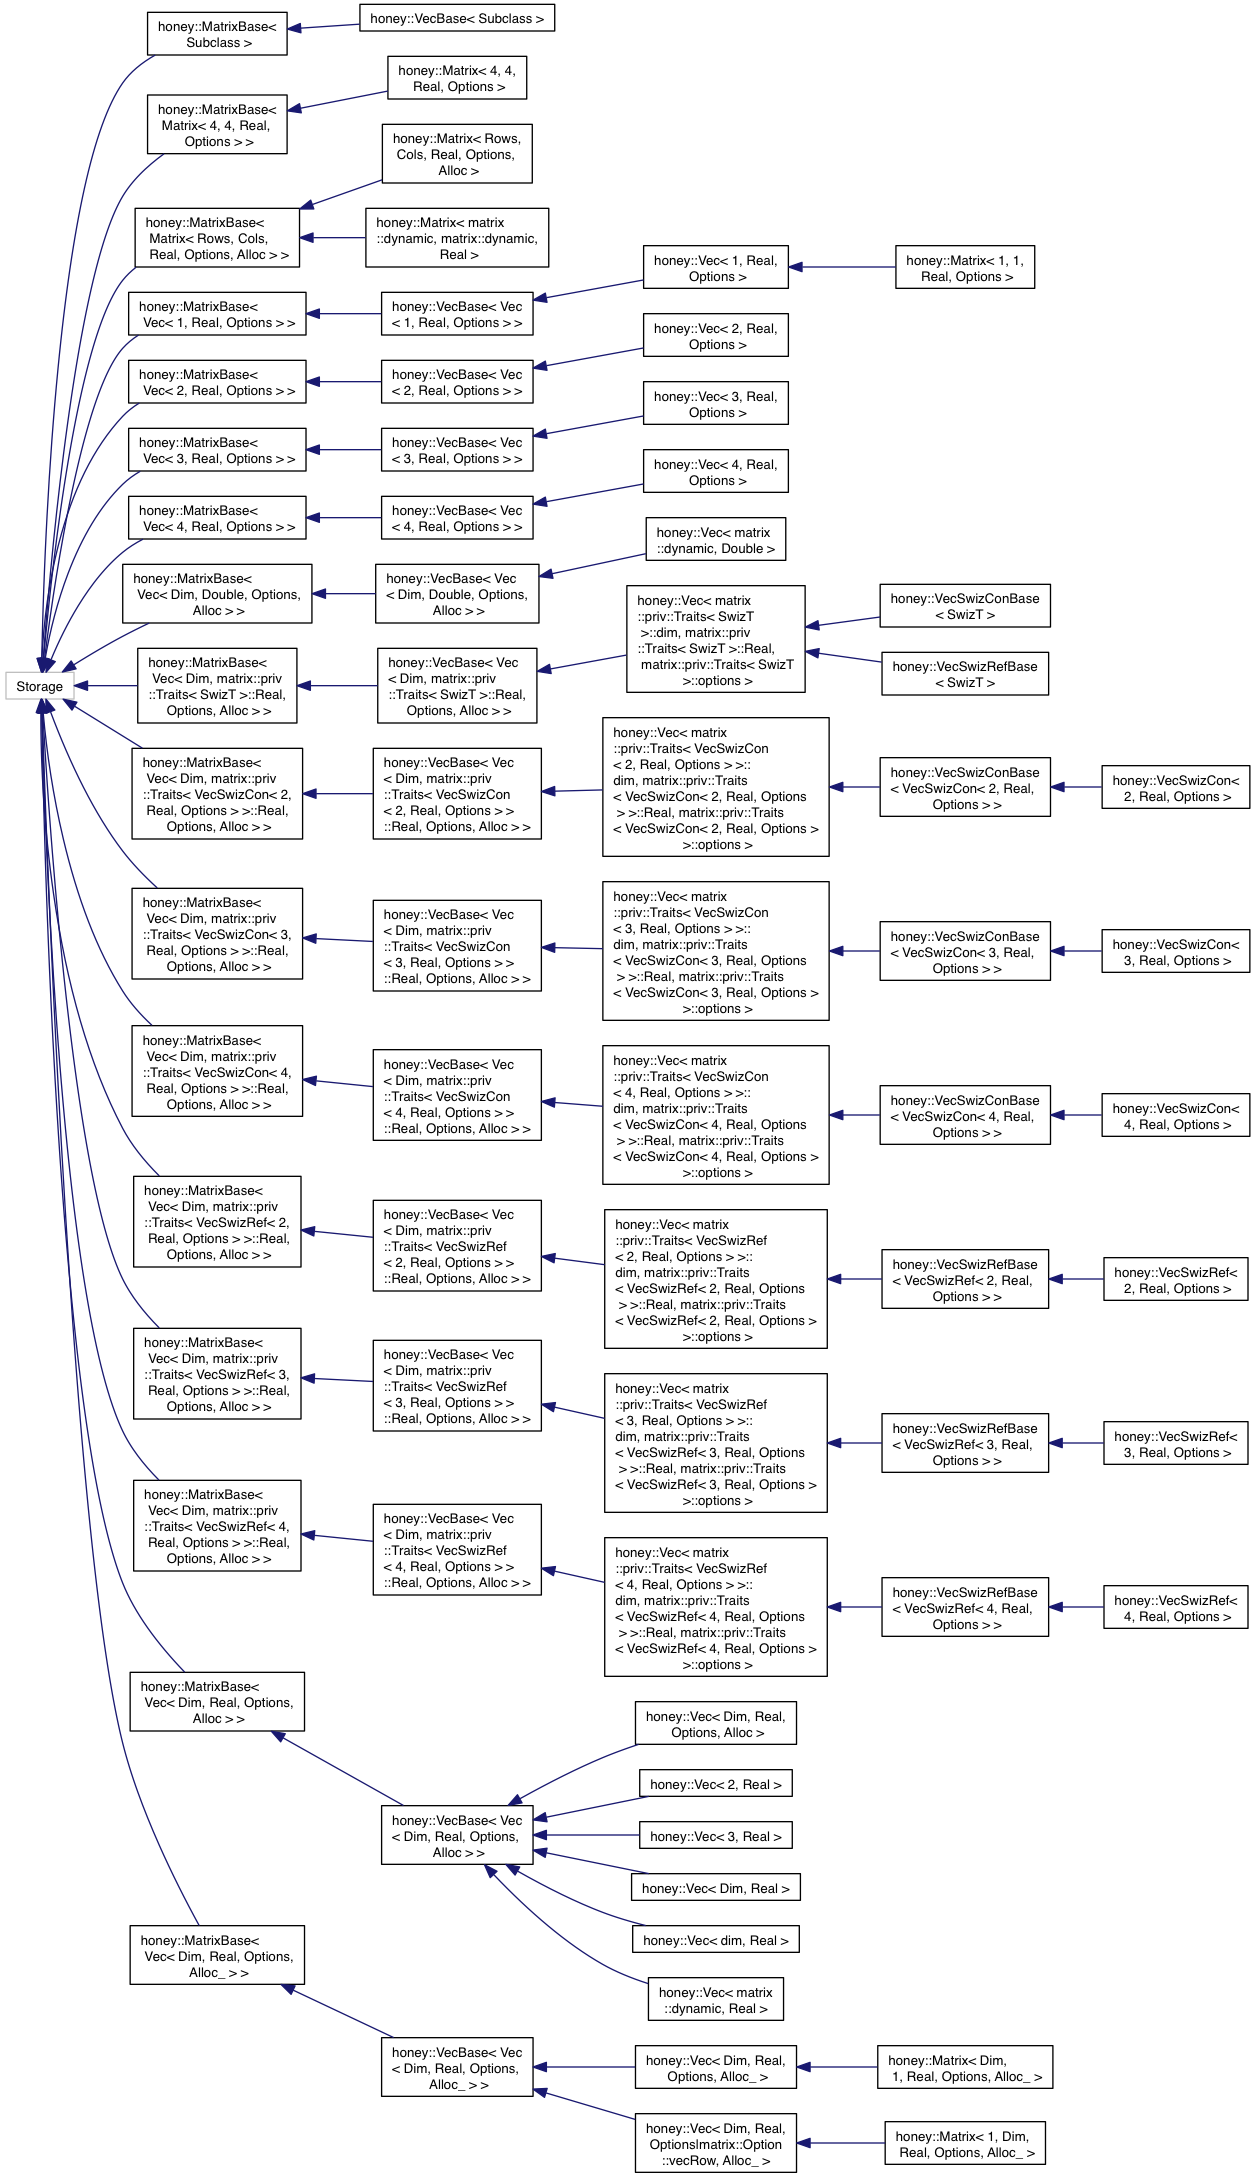 honey::MatrixBase<
Subclass >
honey::VecBase< Subclass >
honey::Matrix< 4, 4,
Real, Options >
honey::MatrixBase<
Matrix< 4, 4, Real,
Options > >
honey::Matrix< Rows,
Cols, Real, Options,
Alloc >
honey::MatrixBase<
Matrix< Rows, Cols,
Real, Options, Alloc > >
honey::Matrix< matrix
::dynamic, matrix::dynamic,
Real >
honey::Vec< 1, Real,
Options >
honey::Matrix< 1, 1,
Real, Options >
honey::MatrixBase<
Vec< 1, Real, Options > >
honey::VecBase< Vec
< 1, Real, Options > >
honey::Vec< 2, Real,
Options >
honey::MatrixBase<
Vec< 2, Real, Options > >
honey::VecBase< Vec
< 2, Real, Options > >
honey::Vec< 3, Real,
Options >
honey::MatrixBase<
Vec< 3, Real, Options > >
honey::VecBase< Vec
< 3, Real, Options > >
honey::Vec< 4, Real,
Options >
honey::MatrixBase<
Vec< 4, Real, Options > >
honey::VecBase< Vec
< 4, Real, Options > >
honey::Vec< matrix
::dynamic, Double >
honey::MatrixBase<
Vec< Dim, Double, Options,
Alloc > >
honey::VecBase< Vec
< Dim, Double, Options,
Alloc > >
honey::Vec< matrix
::priv::Traits< SwizT
>::dim, matrix::priv
::Traits< SwizT >::Real,
matrix::priv::Traits< SwizT
>::options >
honey::VecSwizConBase
< SwizT >
honey::VecSwizRefBase
< SwizT >
Storage
honey::MatrixBase<
Vec< Dim, matrix::priv
::Traits< SwizT >::Real,
Options, Alloc > >
honey::VecBase< Vec
< Dim, matrix::priv
::Traits< SwizT >::Real,
Options, Alloc > >
honey::MatrixBase<
Vec< Dim, matrix::priv
::Traits< VecSwizCon< 2,
Real, Options > >::Real,
Options, Alloc > >
honey::VecBase< Vec
< Dim, matrix::priv
::Traits< VecSwizCon
< 2, Real, Options > >
::Real, Options, Alloc > >
honey::Vec< matrix
::priv::Traits< VecSwizCon
< 2, Real, Options > >::
dim, matrix::priv::Traits
< VecSwizCon< 2, Real, Options
> >::Real, matrix::priv::Traits
< VecSwizCon< 2, Real, Options >
>::options >
honey::VecSwizConBase
< VecSwizCon< 2, Real,
Options > >
honey::VecSwizCon<
2, Real, Options >
honey::MatrixBase<
Vec< Dim, matrix::priv
::Traits< VecSwizCon< 3,
Real, Options > >::Real,
Options, Alloc > >
honey::VecBase< Vec
< Dim, matrix::priv
::Traits< VecSwizCon
< 3, Real, Options > >
::Real, Options, Alloc > >
honey::Vec< matrix
::priv::Traits< VecSwizCon
< 3, Real, Options > >::
dim, matrix::priv::Traits
< VecSwizCon< 3, Real, Options
> >::Real, matrix::priv::Traits
< VecSwizCon< 3, Real, Options >
>::options >
honey::VecSwizConBase
< VecSwizCon< 3, Real,
Options > >
honey::VecSwizCon<
3, Real, Options >
honey::MatrixBase<
Vec< Dim, matrix::priv
::Traits< VecSwizCon< 4,
Real, Options > >::Real,
Options, Alloc > >
honey::VecBase< Vec
< Dim, matrix::priv
::Traits< VecSwizCon
< 4, Real, Options > >
::Real, Options, Alloc > >
honey::Vec< matrix
::priv::Traits< VecSwizCon
< 4, Real, Options > >::
dim, matrix::priv::Traits
< VecSwizCon< 4, Real, Options
> >::Real, matrix::priv::Traits
< VecSwizCon< 4, Real, Options >
>::options >
honey::VecSwizConBase
< VecSwizCon< 4, Real,
Options > >
honey::VecSwizCon<
4, Real, Options >
honey::MatrixBase<
Vec< Dim, matrix::priv
::Traits< VecSwizRef< 2,
Real, Options > >::Real,
Options, Alloc > >
honey::VecBase< Vec
< Dim, matrix::priv
::Traits< VecSwizRef
< 2, Real, Options > >
::Real, Options, Alloc > >
honey::Vec< matrix
::priv::Traits< VecSwizRef
< 2, Real, Options > >::
dim, matrix::priv::Traits
< VecSwizRef< 2, Real, Options
> >::Real, matrix::priv::Traits
< VecSwizRef< 2, Real, Options >
>::options >
honey::VecSwizRefBase
< VecSwizRef< 2, Real,
Options > >
honey::VecSwizRef<
2, Real, Options >
honey::MatrixBase<
Vec< Dim, matrix::priv
::Traits< VecSwizRef< 3,
Real, Options > >::Real,
Options, Alloc > >
honey::VecBase< Vec
< Dim, matrix::priv
::Traits< VecSwizRef
< 3, Real, Options > >
::Real, Options, Alloc > >
honey::Vec< matrix
::priv::Traits< VecSwizRef
< 3, Real, Options > >::
dim, matrix::priv::Traits
< VecSwizRef< 3, Real, Options
> >::Real, matrix::priv::Traits
< VecSwizRef< 3, Real, Options >
>::options >
honey::VecSwizRefBase
< VecSwizRef< 3, Real,
Options > >
honey::VecSwizRef<
3, Real, Options >
honey::MatrixBase<
Vec< Dim, matrix::priv
::Traits< VecSwizRef< 4,
Real, Options > >::Real,
Options, Alloc > >
honey::VecBase< Vec
< Dim, matrix::priv
::Traits< VecSwizRef
< 4, Real, Options > >
::Real, Options, Alloc > >
honey::Vec< matrix
::priv::Traits< VecSwizRef
< 4, Real, Options > >::
dim, matrix::priv::Traits
< VecSwizRef< 4, Real, Options
> >::Real, matrix::priv::Traits
< VecSwizRef< 4, Real, Options >
>::options >
honey::VecSwizRefBase
< VecSwizRef< 4, Real,
Options > >
honey::VecSwizRef<
4, Real, Options >
honey::MatrixBase<
Vec< Dim, Real, Options,
Alloc > >
honey::VecBase< Vec
< Dim, Real, Options,
Alloc > >
honey::Vec< Dim, Real,
Options, Alloc >
honey::Vec< 2, Real >
honey::Vec< 3, Real >
honey::Vec< Dim, Real >
honey::Vec< dim, Real >
honey::Vec< matrix
::dynamic, Real >
honey::MatrixBase<
Vec< Dim, Real, Options,
Alloc_ > >
honey::VecBase< Vec
< Dim, Real, Options,
Alloc_ > >
honey::Vec< Dim, Real,
Options, Alloc_ >
honey::Matrix< Dim,
1, Real, Options, Alloc_ >
honey::Vec< Dim, Real,
Options|matrix::Option
::vecRow, Alloc_ >
honey::Matrix< 1, Dim,
Real, Options, Alloc_ >